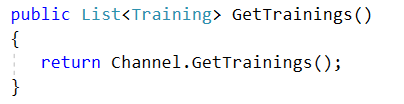 public List<Training> GetTrainings()
{
return Channel.GetTrainings();
}